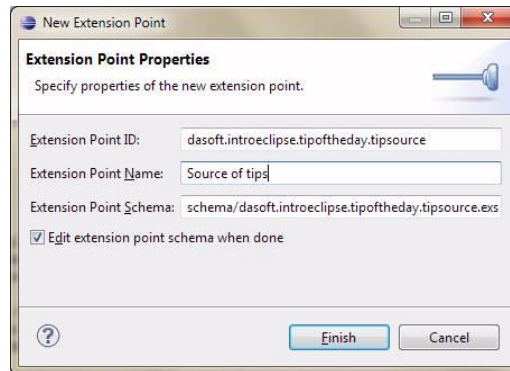 New Extension Point
Extension Point Properties
Specify properties of the new extension point.
Extension Point ID: dasoft.introeclipse.tipoftheday.tipsource
Extension Point Name: Source of tips
Extension Point Schema: schema/dasoft.introeclipse.tipoftheday.tipsource.exs
Edit extension point schema when done
?
Finish Cancel